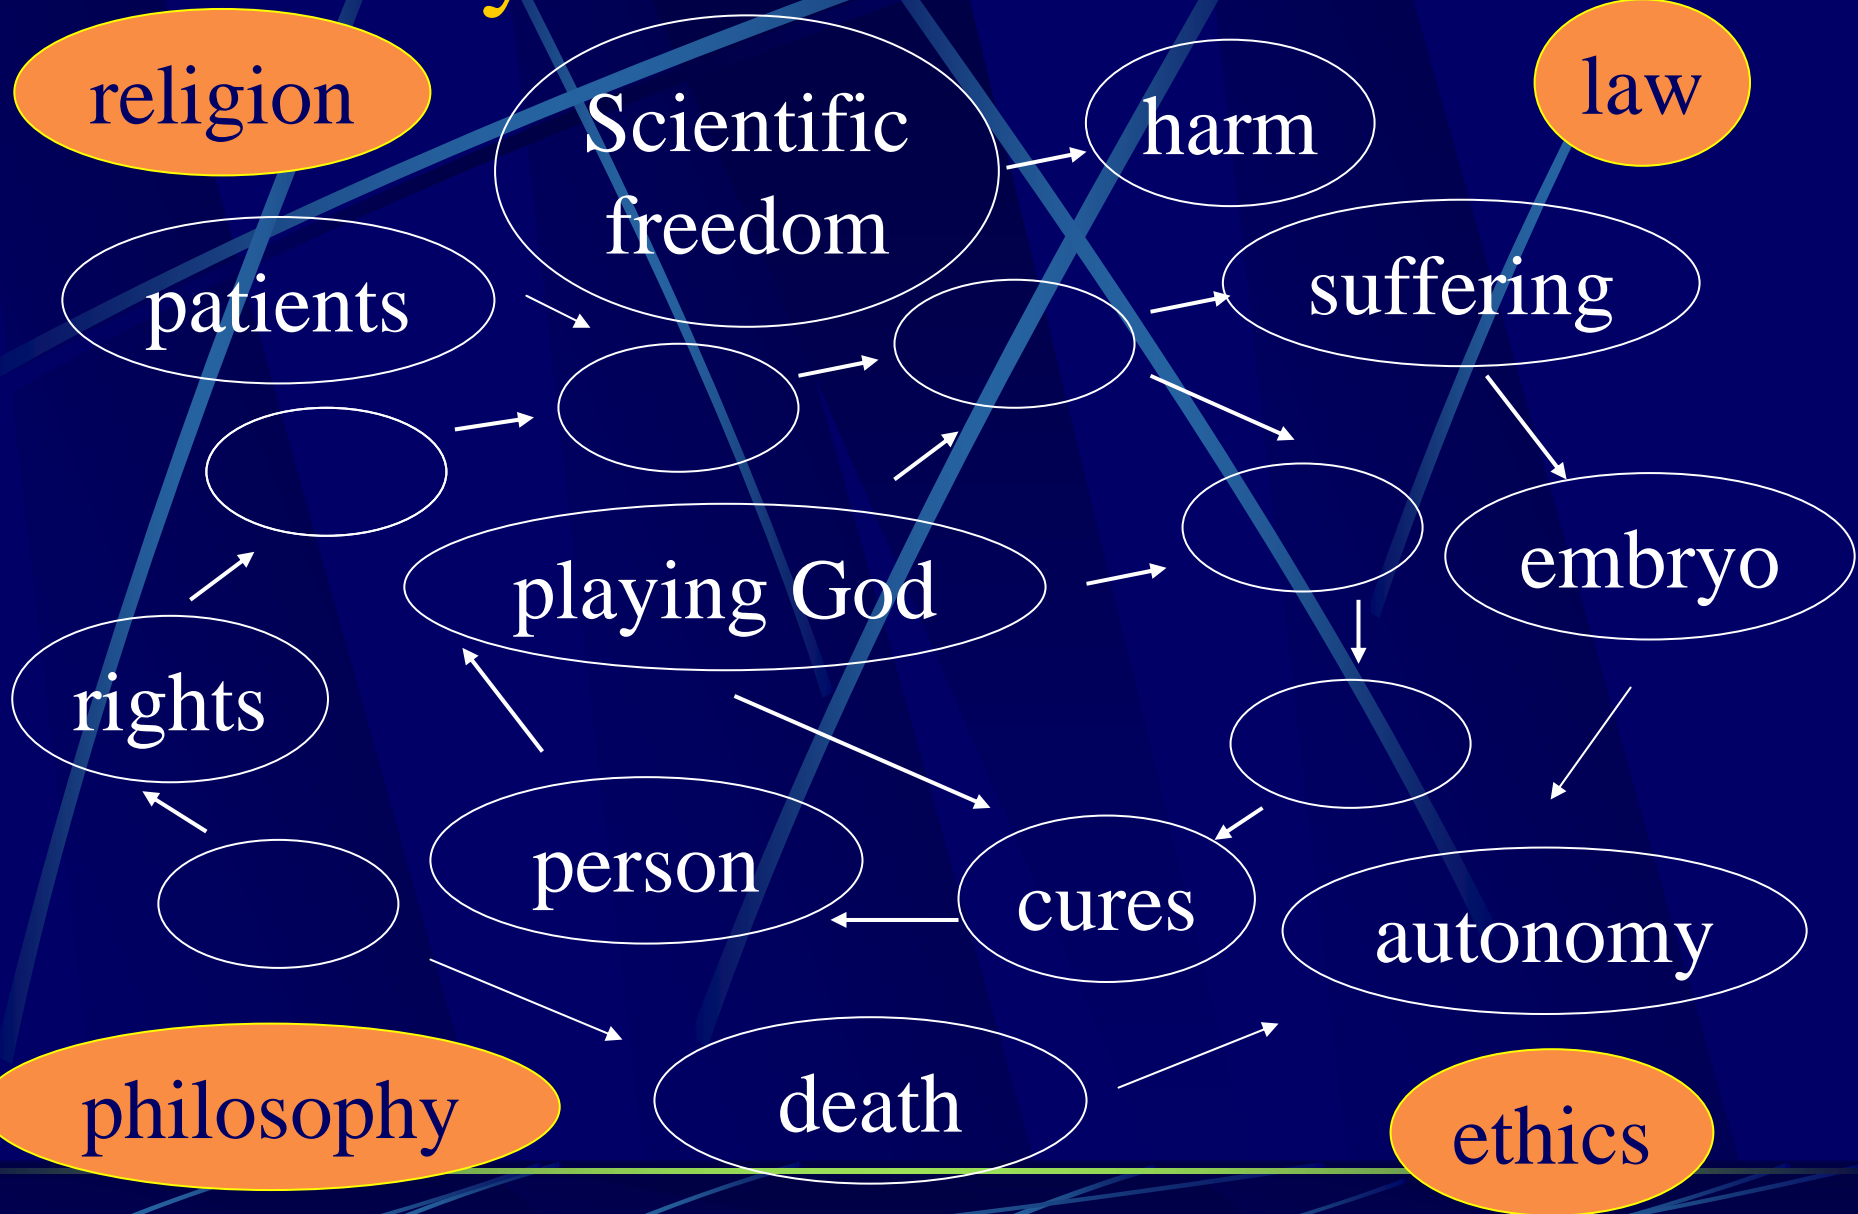 religion
Scientific
freedom
harm
law
patients
suffering
playing God
embryo
rights
person
cures
autonomy
philosophy
death
ethics